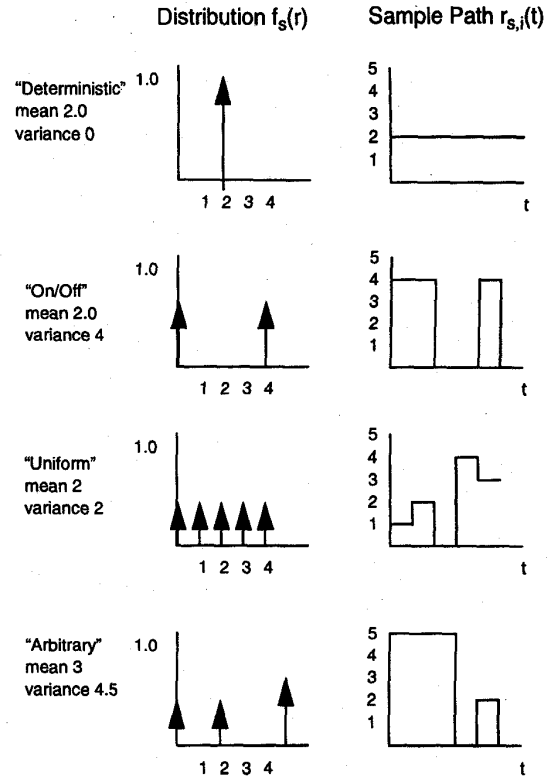 Distribution fs(r)
Sample Path rs,i(t)
“Deterministic”
mean 2.0
variance 0
1.0
1 2 3 4
5
4
3
2
1
t
“On/Off”
mean 2.0
variance 4
1.0
1 2 3 4
5
4
3
2
1
t
“Uniform”
mean 2
variance 2
1.0
1 2 3 4
5
4
3
2
1
t
“Arbitrary”
mean 3
variance 4.5
1.0
1 2 3 4
5
4
3
2
1
t